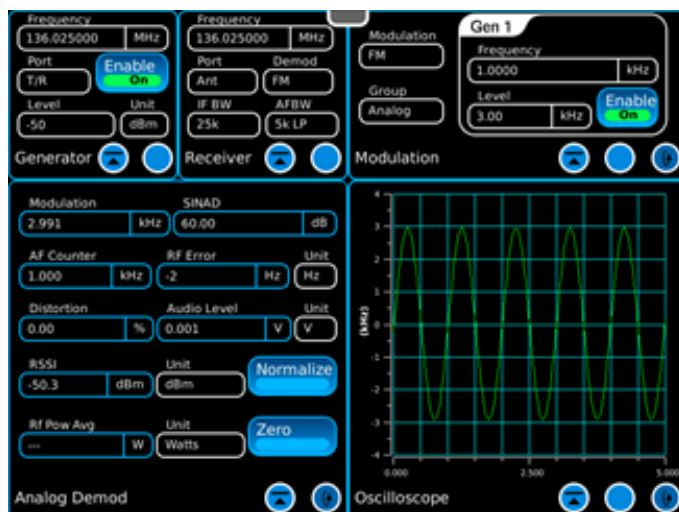 Frequency
136.025000 MHz
Port
T/R
Enable
On
Level Unit
-50 dBm
Generator
Frequency
136.025000 MHz
Port Demod
Ant FM
IF BW AFBW
25k 5k LP
Receiver
Modulation
FM
Group
Analog
Gen 1
Frequency
1.0000 kHz
Level
3.00 kHz
Enable
On
Modulation
Modulation SINAD
2.991 kHz 60.00 dB
AF Counter RF Error Unit
1.000 kHz -2 Hz Hz
Distortion Audio Level Unit
0.00 % 0.001 V V
RSSI Unit
-50.3 dBm dBm
Normalize
Rf Pow Avg Unit
--- W Watts
Zero
Analog Demod
4
3
2
1
0
-1
-2
-3
-4
(kHz)
0.000 2.500 5.000
Oscilloscope